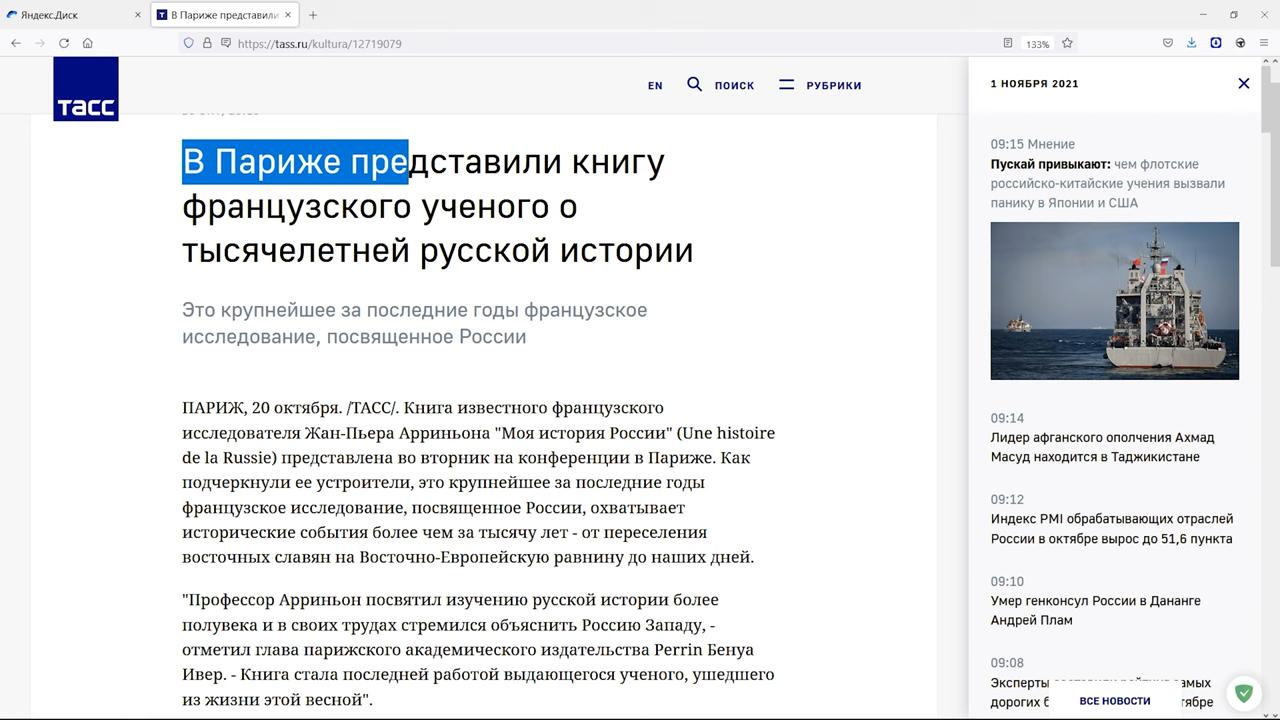 Яндекс.Диск
В Париже представили
https://tass.ru/kultura/12719079
133%
ТАСС
EN
ПОИСК
РУБРИКИ
В Париже представили книгу
французского ученого о
тысячелетней русской истории
Это крупнейшее за последние годы французское
исследование, посвященное России
ПАРИЖ, 20 октября. /ТАСС/. Книга известного французского
исследователя Жан-Пьера Арриньона "Моя история России" (Une histoire
de la Russie) представлена во вторник на конференции в Париже. Как
подчеркнули ее устроители, это крупнейшее за последние годы
французское исследование, посвященное России, охватывает
исторические события более чем за тысячу лет - от переселения
восточных славян на Восточно-Европейскую равнину до наших дней.
"Профессор Арриньон посвятил изучению русской истории более
полувека и в своих трудах стремился объяснить Россию Западу, -
отметил глава парижского академического издательства Perrin Бенуа
Ивер. - Книга стала последней работой выдающегося ученого, ушедшего
из жизни этой весной".
1 НОЯБРЯ 2021
09:15 Мнение
Пускай привыкают: чем флотские
российско-китайские учения вызвали
панику в Японии и США
09:14
Лидер афганского ополчения Ахмад
Масуд находится в Таджикистане
09:12
Индекс PMI обрабатывающих отраслей
России в октябре вырос до 51,6 пункта
09:10
Умер генконсул России в Дананге
Андрей Плам
09:08
Эксперты
дорогих
ВСЕ НОВОСТИ